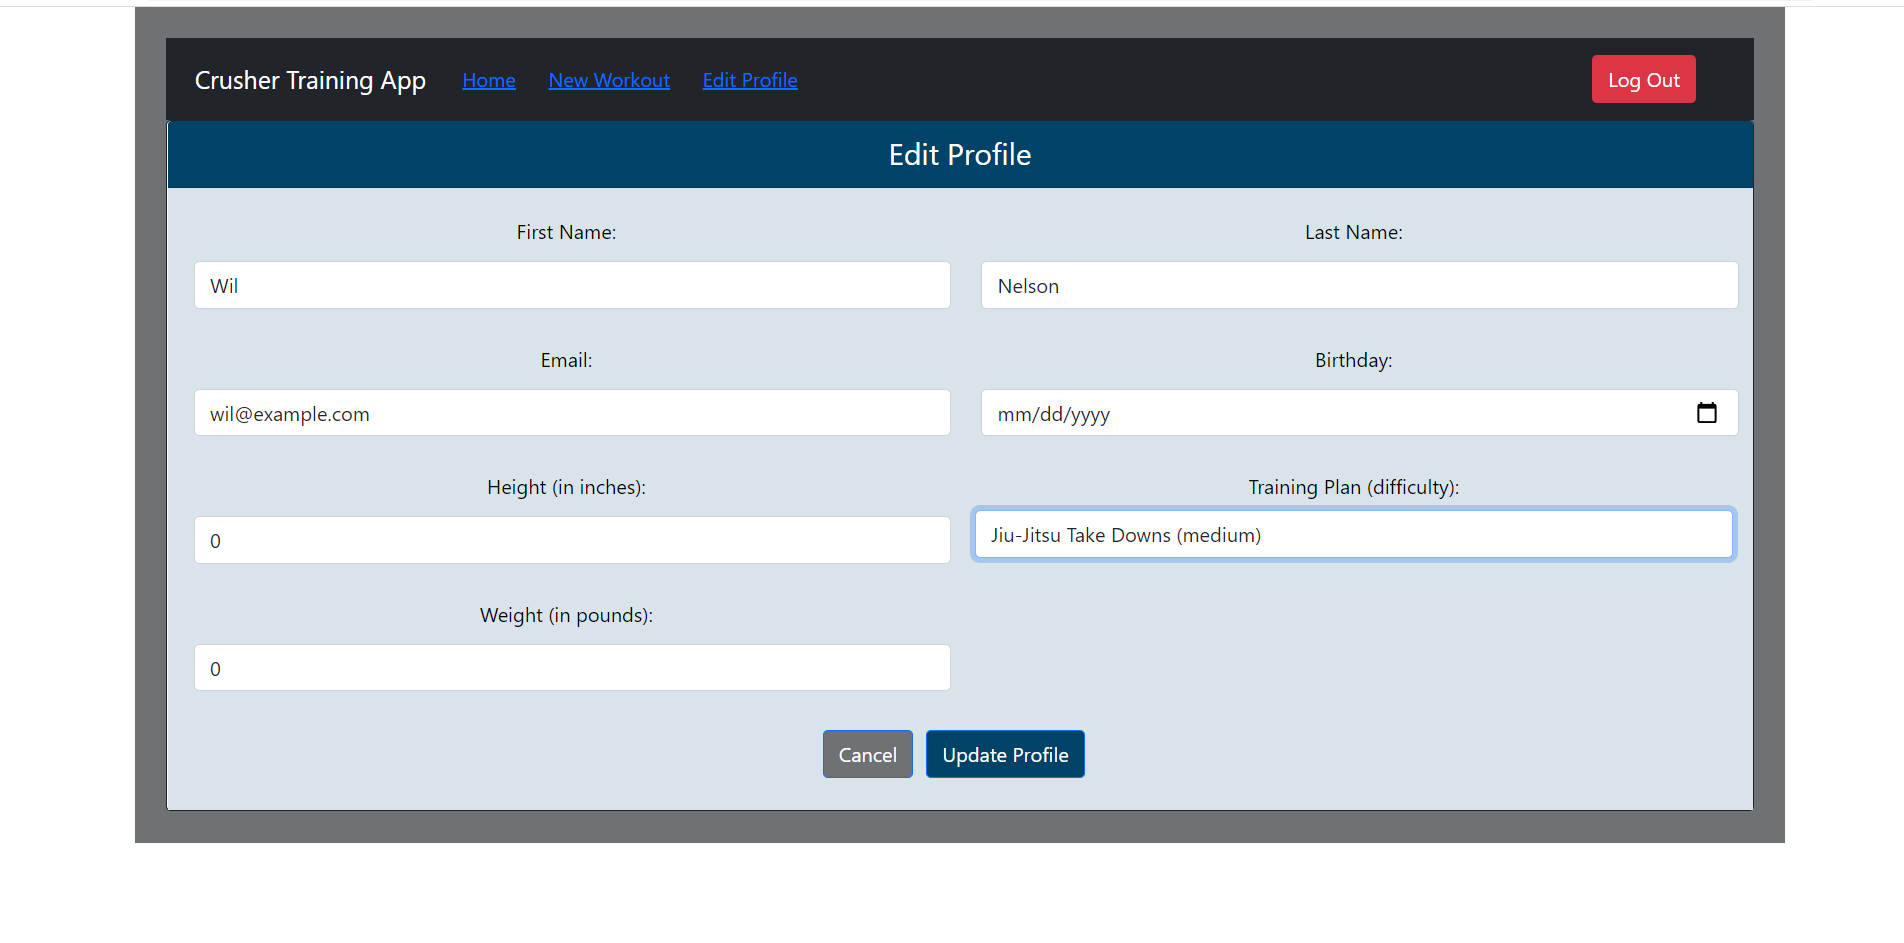 Crusher Training App Home New Workout Edit Profile Log Out
Edit Profile
First Name: Last Name:
Wil Nelson
Email: Birthday:
wil@example.com mm/dd/yyyy
Height (in inches): Training Plan (difficulty):
0 Jiu-Jitsu Take Downs (medium)
Weight (in pounds):
0
Cancel Update Profile